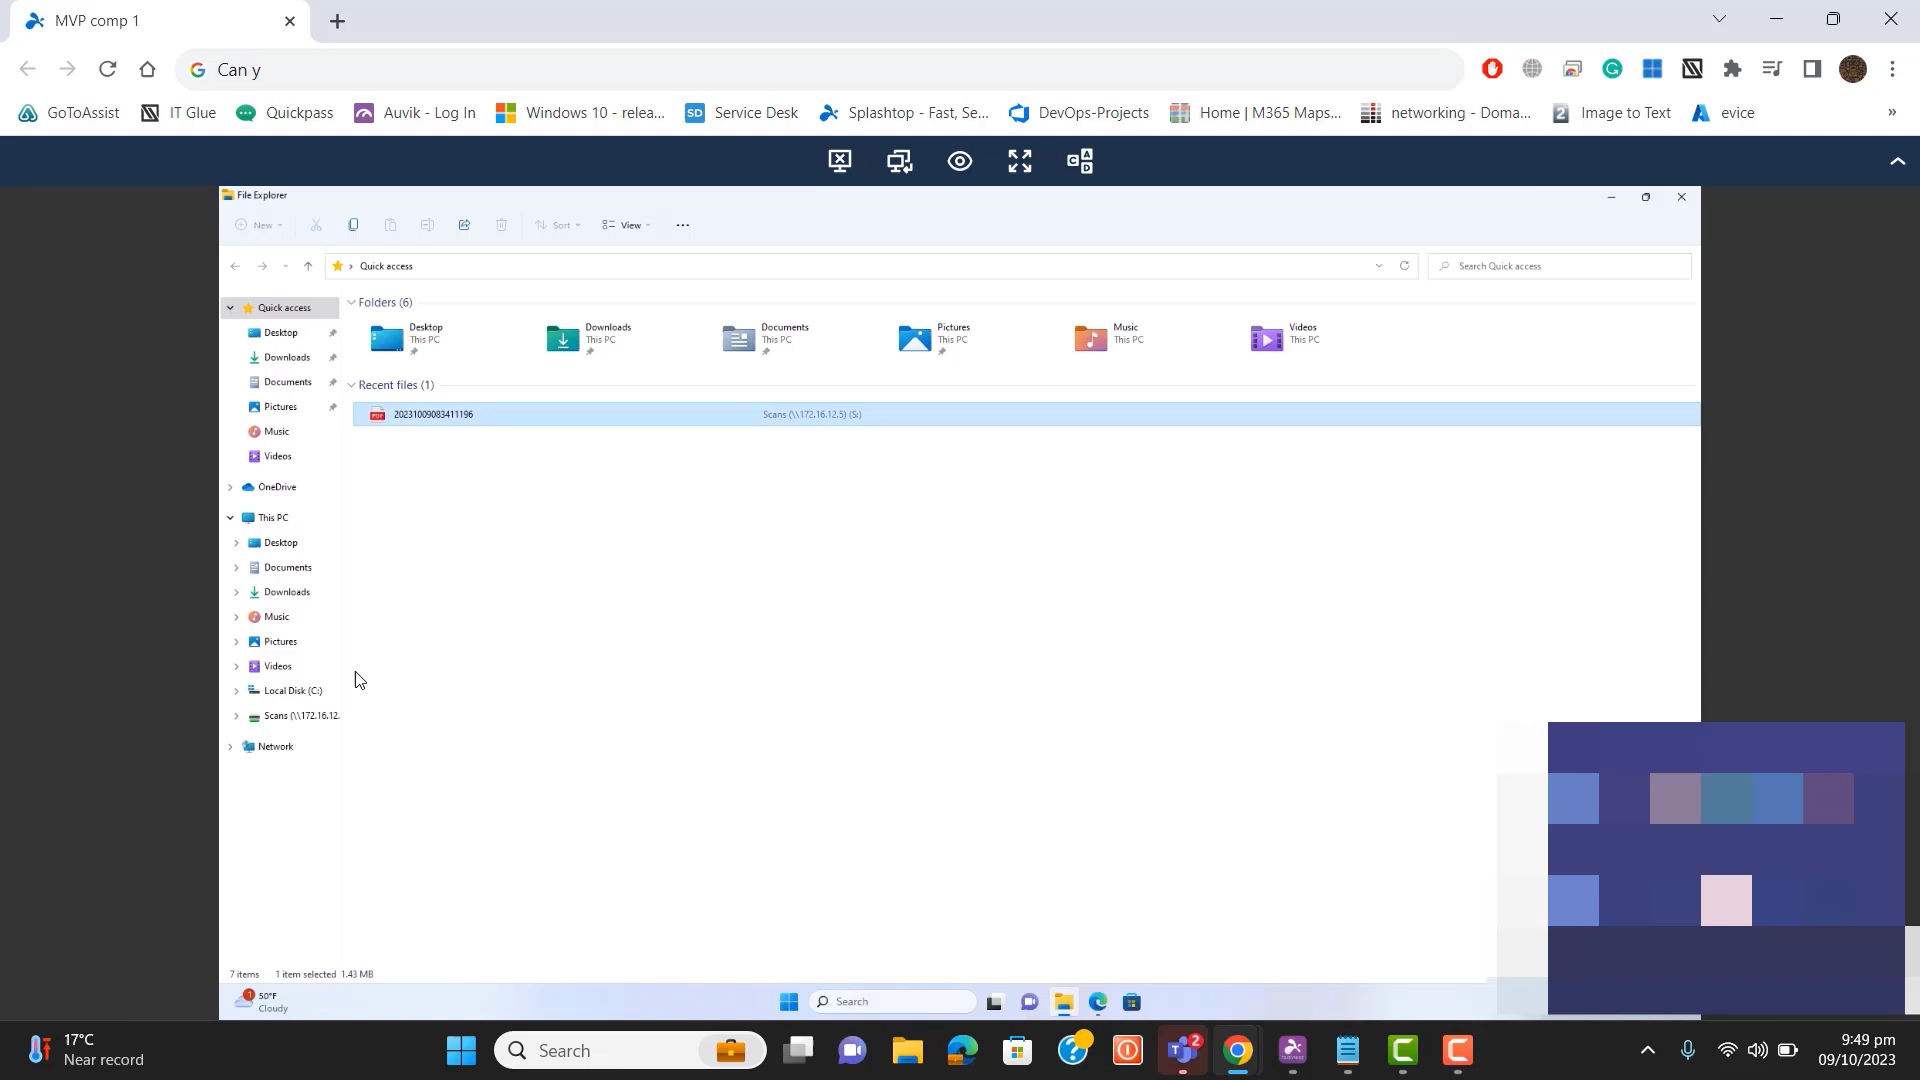 MVP comp 1
Can y
GoToAssist IT Glue Quickpass Auvik - Log In Windows 10 - relea... SD Service Desk Splashtop - Fast, Se... DevOps-Projects Home | M365 Maps... networking - Doma... 2 Image to Text evice »
File Explorer
New Sort View
Quick access Search Quick access
Quick access
Desktop
Downloads
Documents
Pictures
Music
Videos
OneDrive
This PC
Desktop
Documents
Downloads
Music
Pictures
Videos
Local Disk (C:)
Scans (\\172.16.12.
Network
Folders (6)
Desktop
This PC
Downloads
This PC
Documents
This PC
Pictures
This PC
Music
This PC
Videos
This PC
Recent files (1)
PDF 20231009083411196 Scans (\\172.16.12.5) (S:)
7 items 1 item selected 1.43 MB
1 50°F
Cloudy
Search
17°C
Near record
Search
2
9:49 pm
09/10/2023